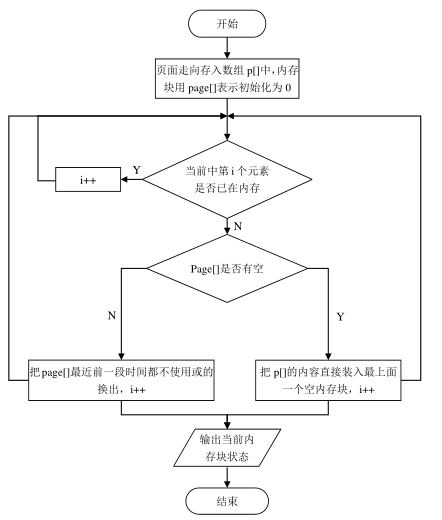 开始
页面走向存入数组 p[]中,内存
块用 page[]表示初始化为 0
当前中第 i 个元素
是否已在内存
Y
i++
N
Page[]是否有空
N
Y
把 page[]最近前一段时间都不使用或的
换出，i++
把 p[]的内容直接装入最上面
一个空内存块，i++
输出当前内
存块状态
结束